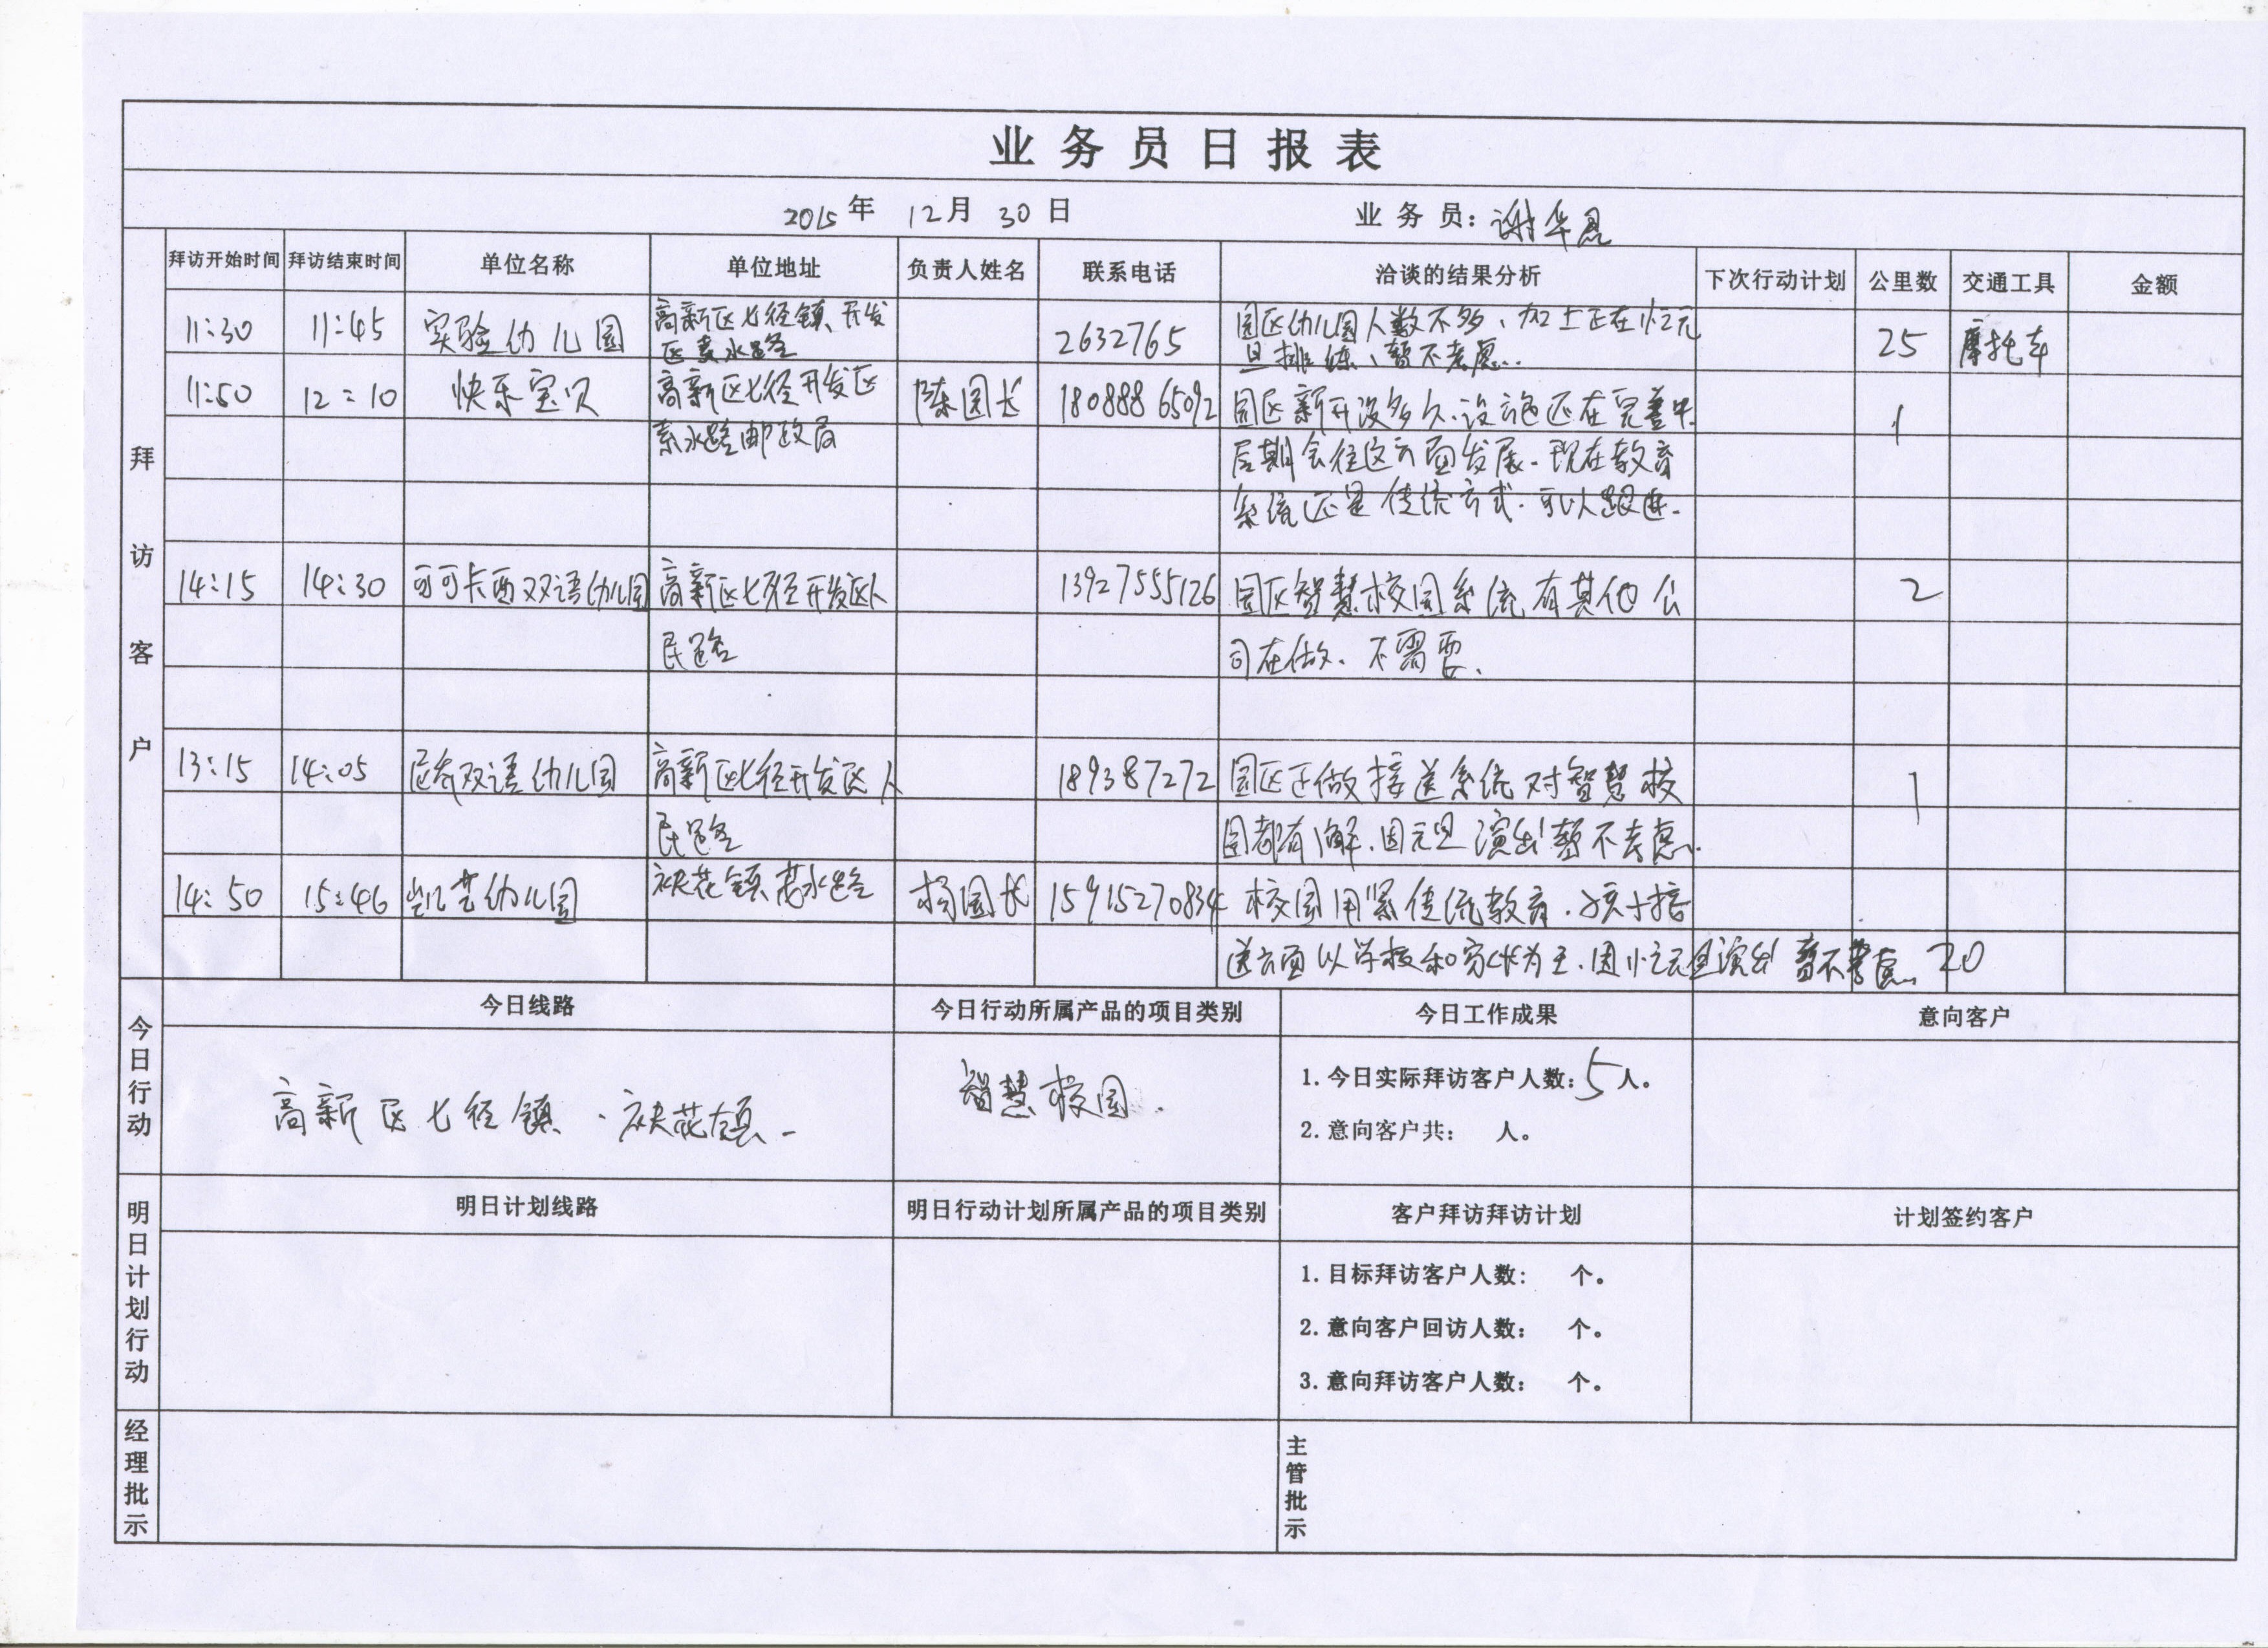 业务员日报表
2015年 12月 30日 业务员:谢华
拜访客户
拜访开始时间 拜访结束时间 单位名称 单位地址 负责人姓名 联系电话 洽谈的结果分析 下次行动计划 公里数 交通工具 金额
11:30 11:45 实验幼儿园 高新区七径镇、开发 2632765 园区幼儿园人数不多、加上正在忙元 25 摩托车
区 水路 旦排练、暂不考虑.
11:50 12:10 快乐宝贝 高新区七径开发区 陈园长 18088865092 园区新开没多久.设施还在完善中. 1
水路邮政局 后期会往这方面发展.现在教育
系统还是传统方式.可以跟进.
14:15 14:30 可可卡西双语幼儿园 高新区七径开发区人 13927555126 园区智慧校园系统有其他公 2
民路 司在做、不需要.
13:15 14:05 双语幼儿园 高新区七径开发区人 189387272 园区正做接送系统对智慧校 1
民路 园都有了解.因元旦演出暂不考虑.
14:50 15:46 凯艺幼儿园 袂花镇 水路 杨园长 15915270834 校园用 传统教育.孩子接
送方面以学校和家长为主.因忙元旦演出暂不考虑. 20
今日行动
今日线路 今日行动所属产品的项目类别 今日工作成果 意向客户
高新区七径镇、袂花镇. 智慧校园. 1.今日实际拜访客户人数:5人。
2.意向客户共: 人。
明日计划行动
明日计划线路 明日行动计划所属产品的项目类别 客户拜访拜访计划 计划签约客户
1.目标拜访客户人数: 个。
2.意向客户回访人数: 个。
3.意向拜访客户人数: 个。
经理批示
主管批示